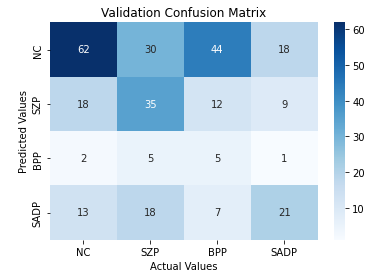 Validation Confusion Matrix
NC 62 30 44 18
SZP 18 35 12 9
BPP 2 5 5 1
SADP 13 18 7 21
NC SZP BPP SADP
Predicted Values
Actual Values
60
50
40
30
20
10